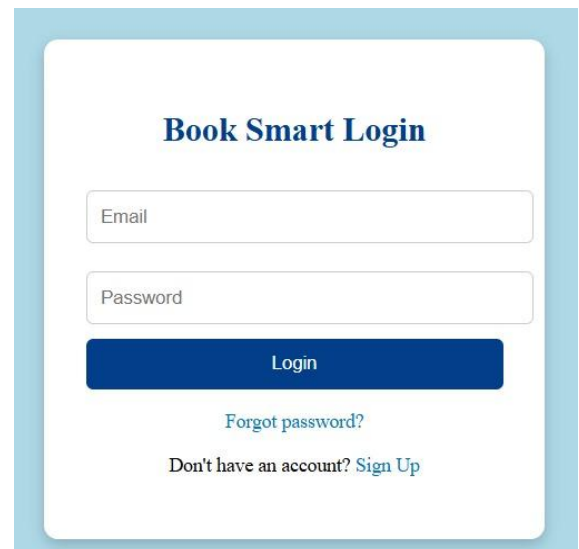 Book Smart Login
Email
Password
Login
Forgot password?
Don't have an account? Sign Up